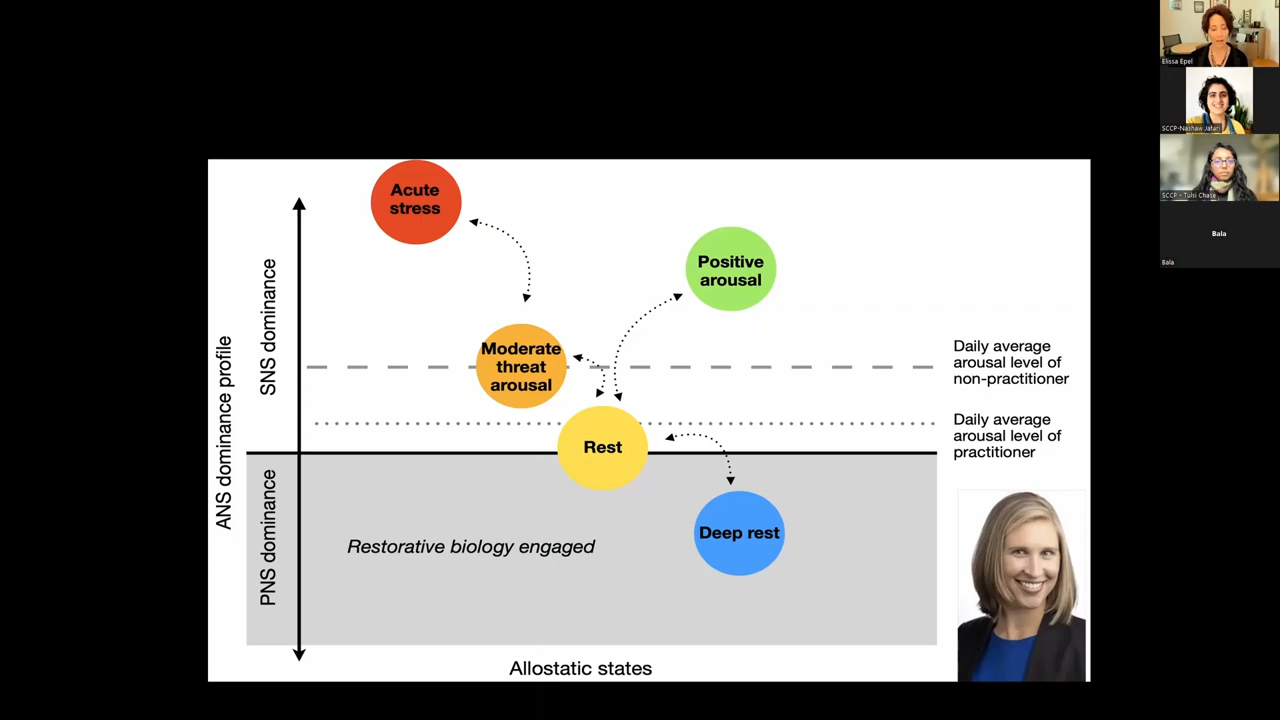 Acute
stress
Positive
arousal
Moderate
threat
arousal
Rest
Deep rest
ANS dominance profile
SNS dominance
PNS dominance
Daily average
arousal level of
non-practitioner
Daily average
arousal level of
practitioner
Restorative biology engaged
Allostatic states
Elissa Epel
SCCP-Nashaw Jafari
SCCP - Tulsi Chase
Bala
Bala